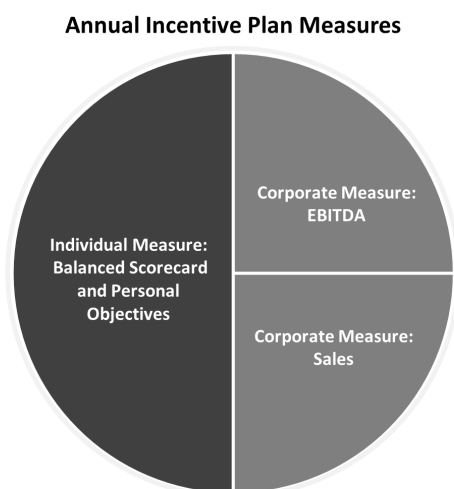 Annual Incentive Plan Measures
Individual Measure:
Balanced Scorecard
and Personal
Objectives
Corporate Measure:
EBITDA
Corporate Measure:
Sales